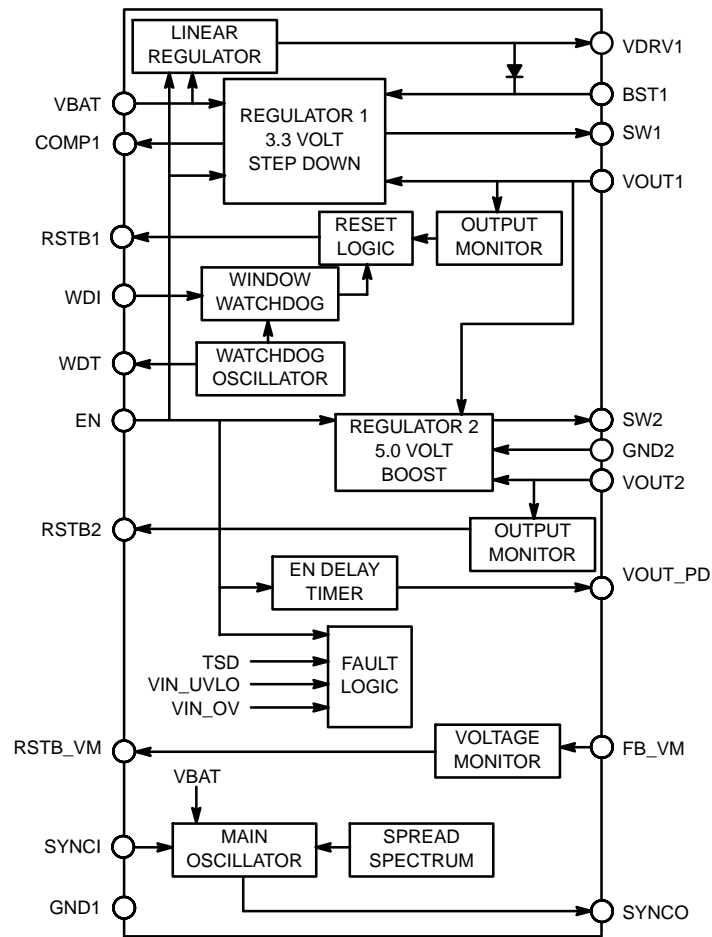 LINEAR
REGULATOR
VDRV1
VBAT
BST1
REGULATOR 1
3.3 VOLT
STEP DOWN
COMP1
SW1
VOUT1
RSTB1
RESET
LOGIC
OUTPUT
MONITOR
WDI
WINDOW
WATCHDOG
WDT
WATCHDOG
OSCILLATOR
EN
REGULATOR 2
5.0 VOLT
BOOST
SW2
GND2
VOUT2
RSTB2
OUTPUT
MONITOR
EN DELAY
TIMER
VOUT_PD
TSD
VIN_UVLO
VIN_OV
FAULT
LOGIC
RSTB_VM
VOLTAGE
MONITOR
FB_VM
VBAT
SYNCI
MAIN
OSCILLATOR
SPREAD
SPECTRUM
GND1
SYNCO